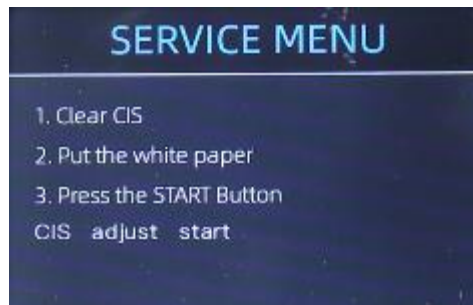 SERVICE MENU
1. Clear CIS
2. Put the white paper
3. Press the START Button
CIS adjust start